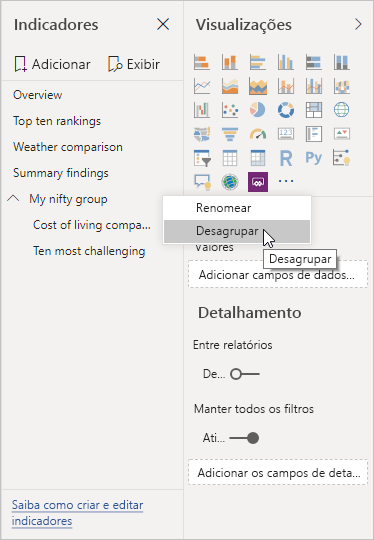 Indicadores
Adicionar
Exibir
Overview
Top ten rankings
Weather comparison
Summary findings
My nifty group
Cost of living compa...
Ten most challenging
Saiba como criar e editar
indicadores
Visualizações
123
R
Py
Renomear
Desagrupar
Desagrupar
Valores
Adicionar campos de dados...
Detalhamento
Entre relatórios
De...
Manter todos os filtros
Ati...
Adicionar os campos de deta...